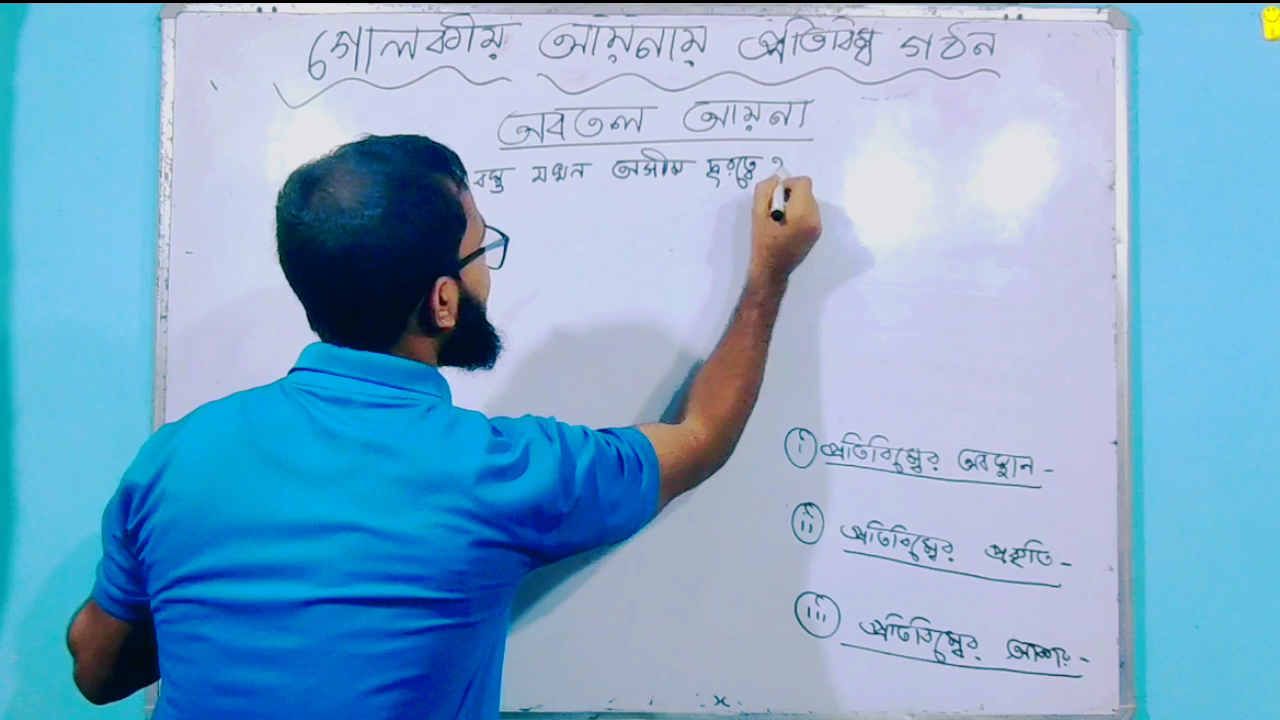 গোলকীয় আয়নায় প্রতিবিম্ব গঠন
অবতল আয়না
বস্তু যখন অসীম দূরত্বে
i প্রতিবিম্বের অবস্থান -
ii প্রতিবিম্বের প্রকৃতি -
iii প্রতিবিম্বের আকার -